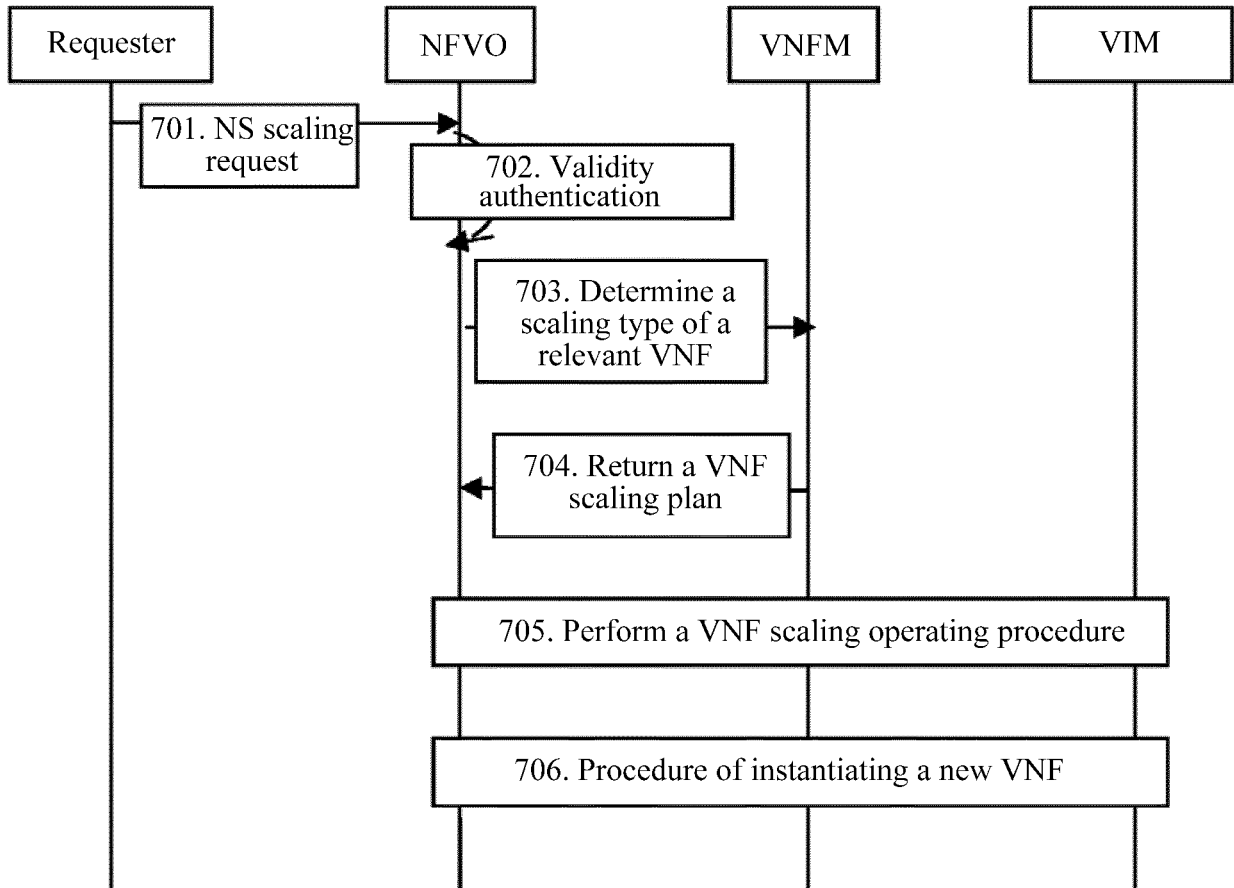 Requester
NFVO
VNFM
VIM
701. NS scaling
request
702. Validity
authentication
703. Determine a
scaling type of a
relevant VNF
704. Return a VNF
scaling plan
705. Perform a VNF scaling operating procedure
706. Procedure of instantiating a new VNF